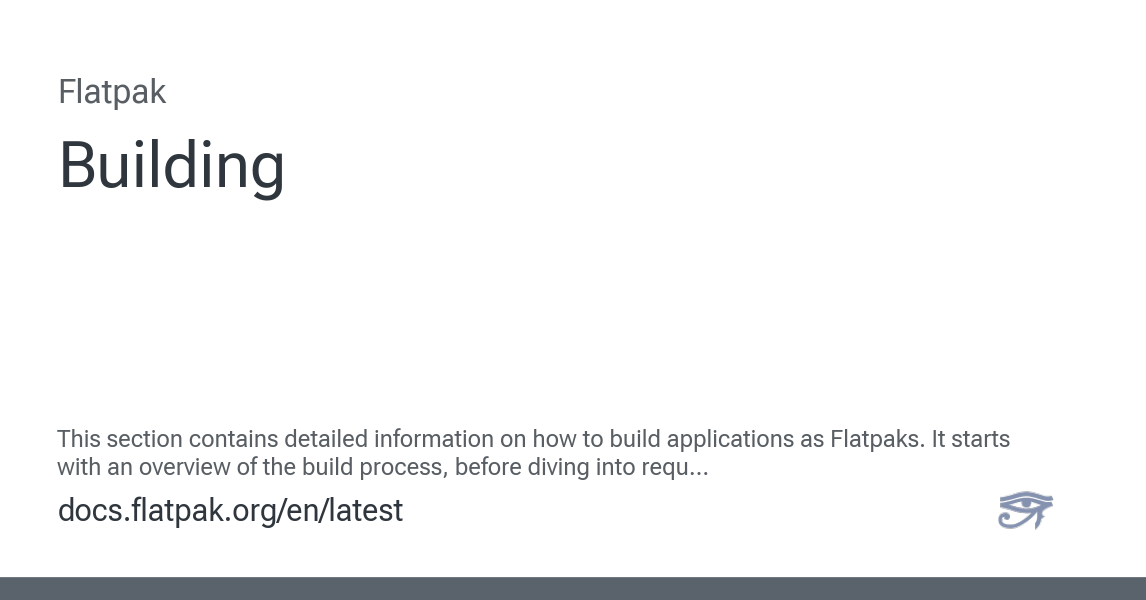 Flatpak
Building
This section contains detailed information on how to build applications as Flatpaks. It starts
with an overview of the build process, before diving into requ...
docs.flatpak.org/en/latest